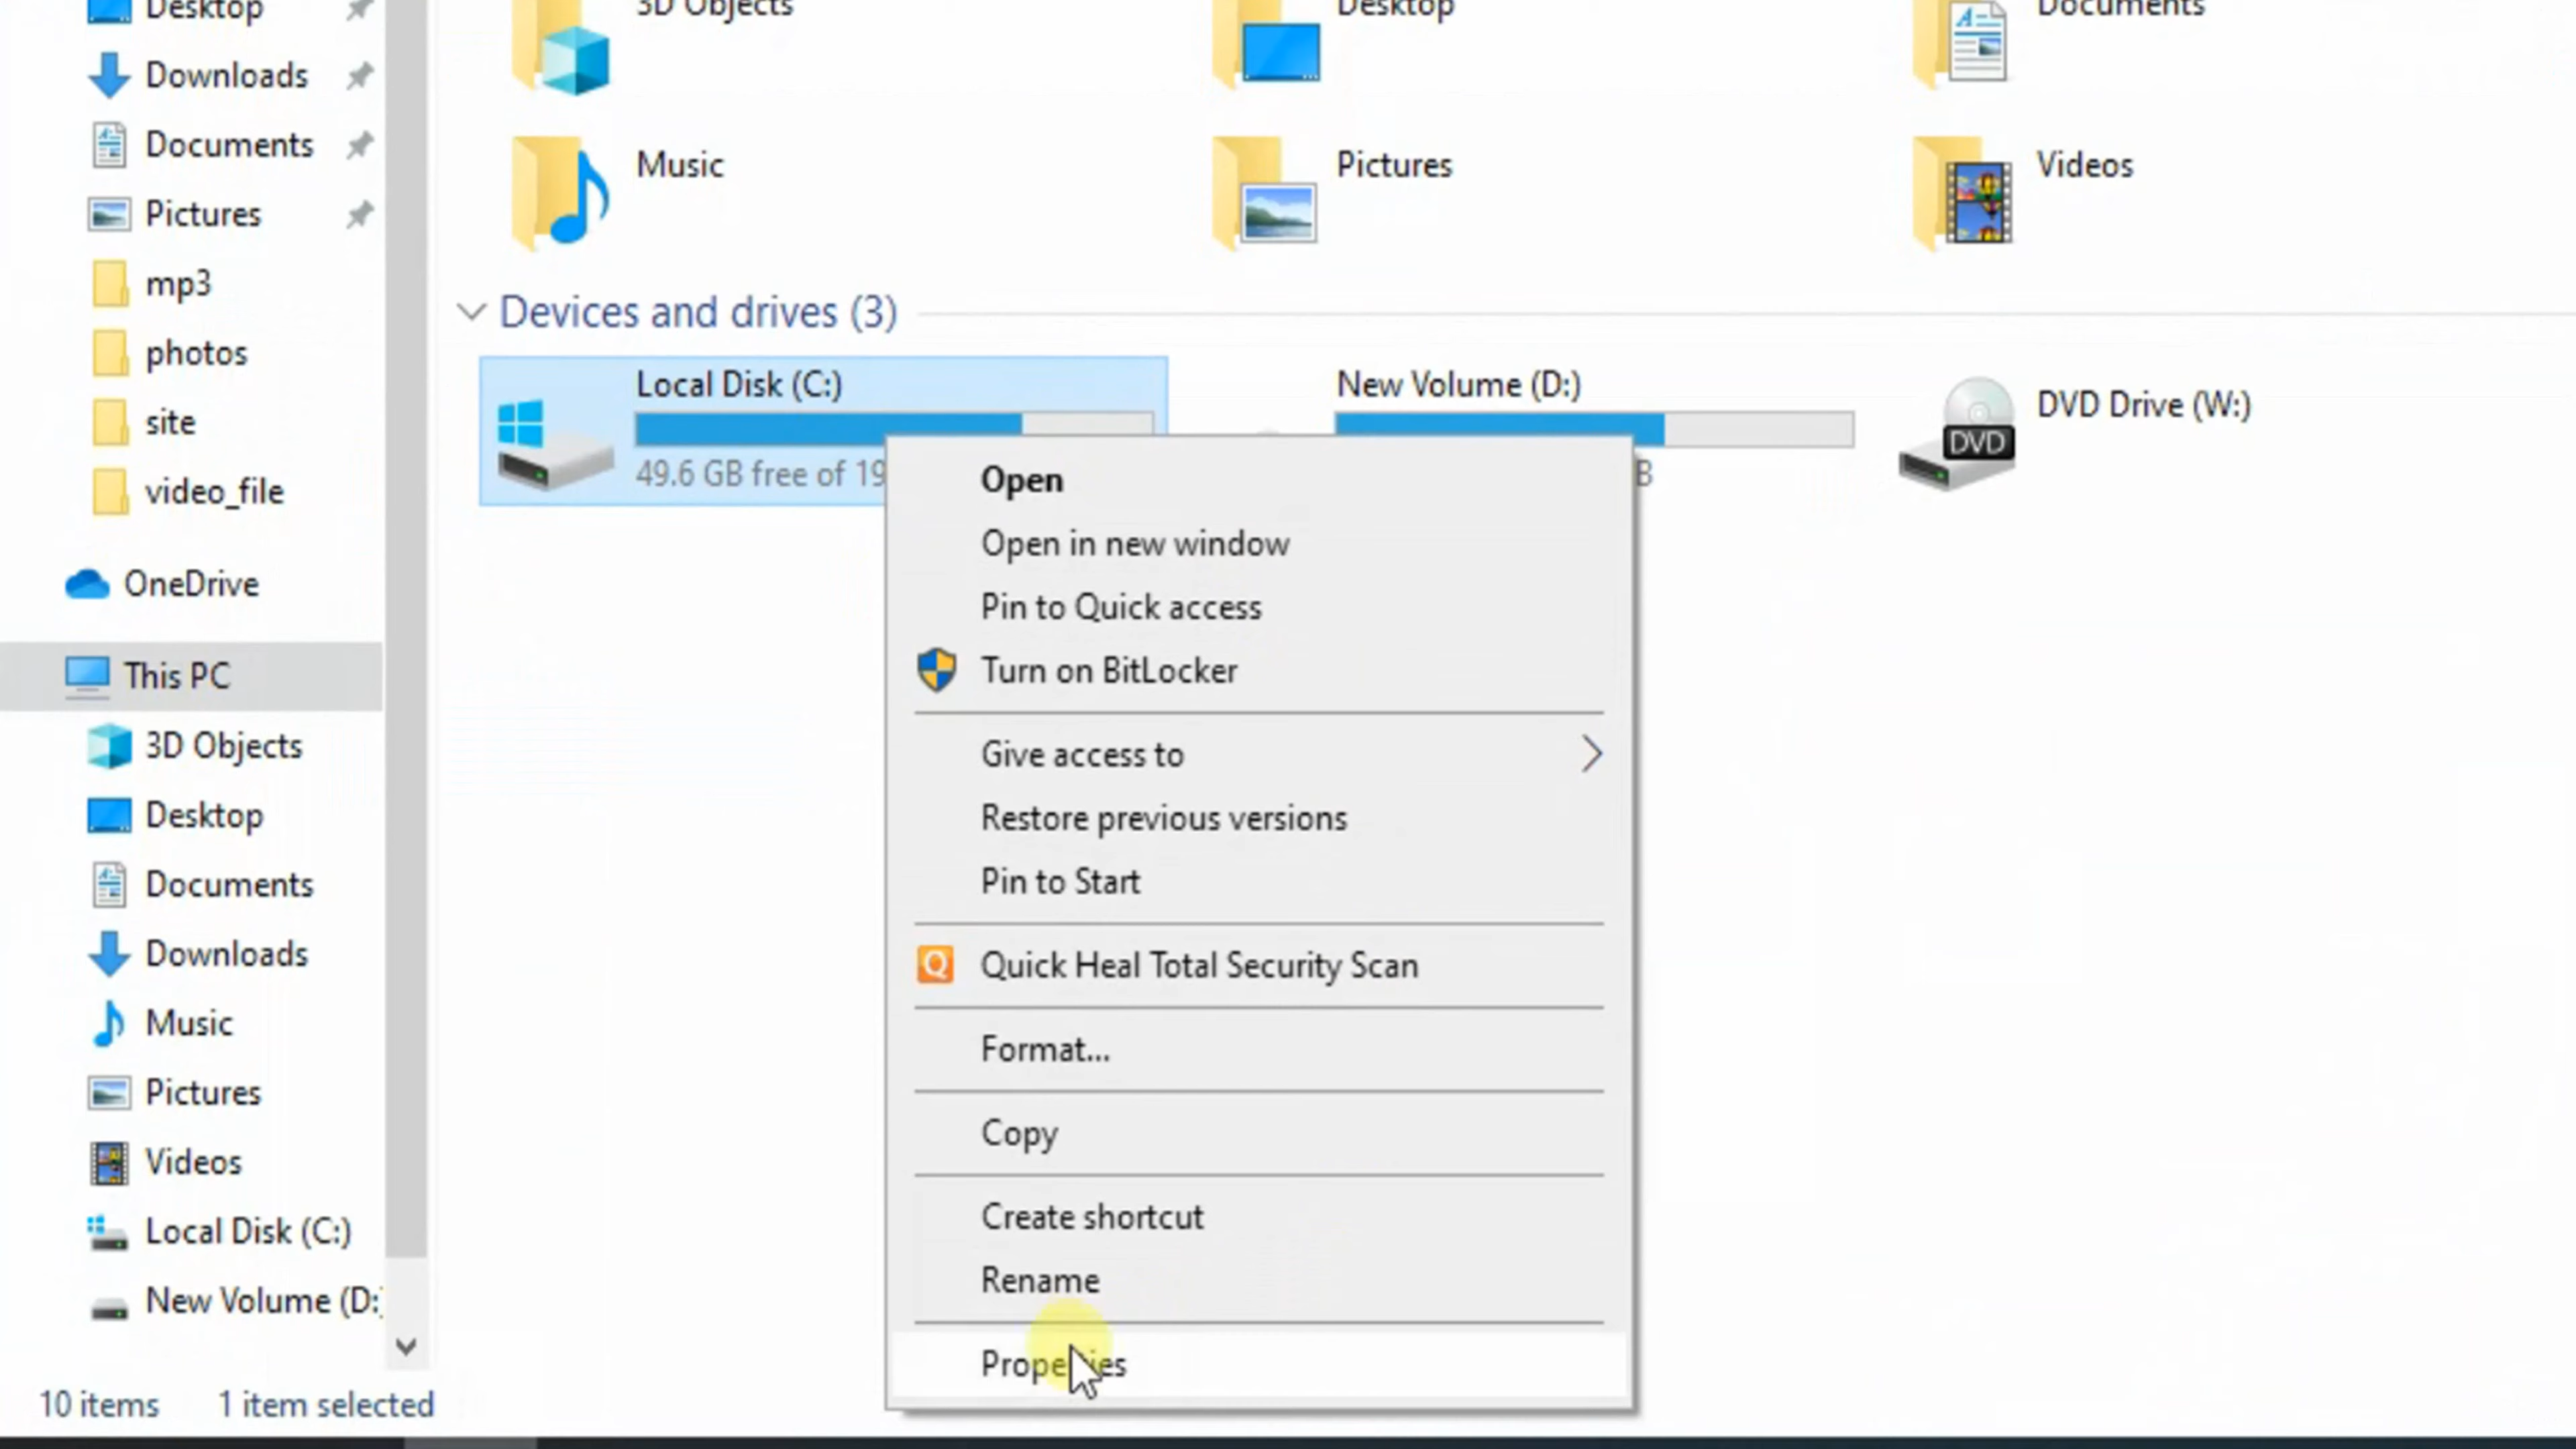 Desktop
Downloads
Documents
Pictures
mp3
photos
site
video_file
OneDrive
This PC
3D Objects
Desktop
Documents
Downloads
Music
Pictures
Videos
Local Disk (C:)
New Volume (D:
10 items 1 item selected
3D Objects Desktop Documents
Music Pictures Videos
Devices and drives (3)
Local Disk (C:)
49.6 GB free of 19
New Volume (D:)
B
DVD Drive (W:)
DVD
Open
Open in new window
Pin to Quick access
Turn on BitLocker
Give access to
Restore previous versions
Pin to Start
Q Quick Heal Total Security Scan
Format...
Copy
Create shortcut
Rename
Properties